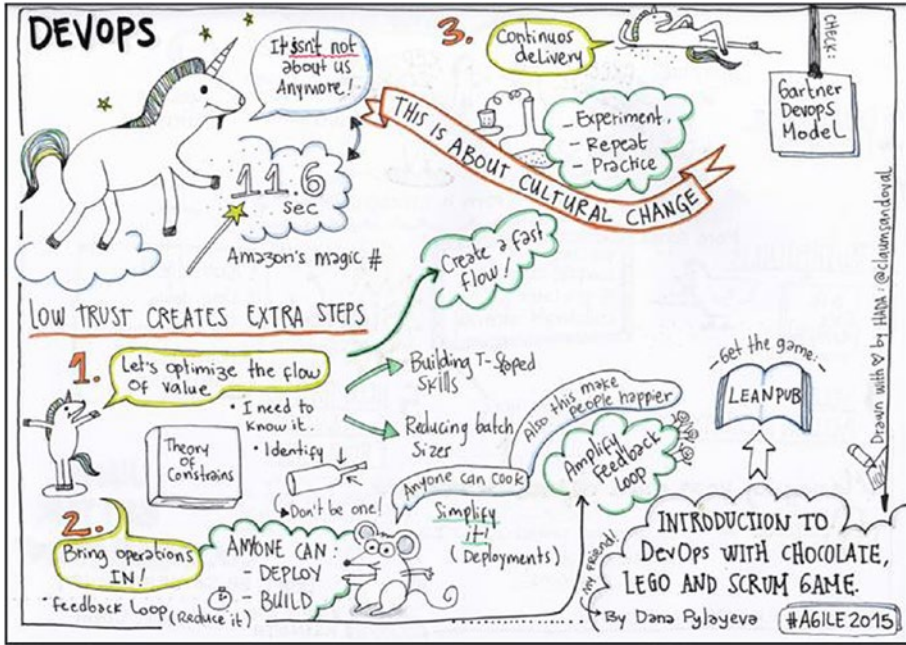 DEVOPS
It isn't not
about us
Anymore!
11.6
sec
Amazon's magic #
3.
Continuos
delivery
THIS IS ABOUT CULTURAL CHANGE
- Experiment.
- Repeat
- Practice
CHECK:
Gartner
Devops
Model
Create a fast
flow!
LOW TRUST CREATES EXTRA STEPS
1.
Let's optimize the flow
of value
• I need to
know it.
• Identify
Theory
of
Constrains
Don't be one!
Building T-Shaped
Skills
Reducing batch
Sizes
2.
Bring operations
IN!
• Feedback loop (Reduce it)
ANYONE CAN:
- DEPLOY
- BUILD
Anyone can cook
Also this make
people happier
Simplify
it!
(Deployments)
Amplify
Feedback
Loop
Get the game:
LEANPUB
INTRODUCTION TO
DevOps WITH CHOCOLATE,
LEGO AND SCRUM GAME.
My friend!
By Dana Pylayeva
#AGILE2015
Drawn with ♡ by HADA: @claumsandoval